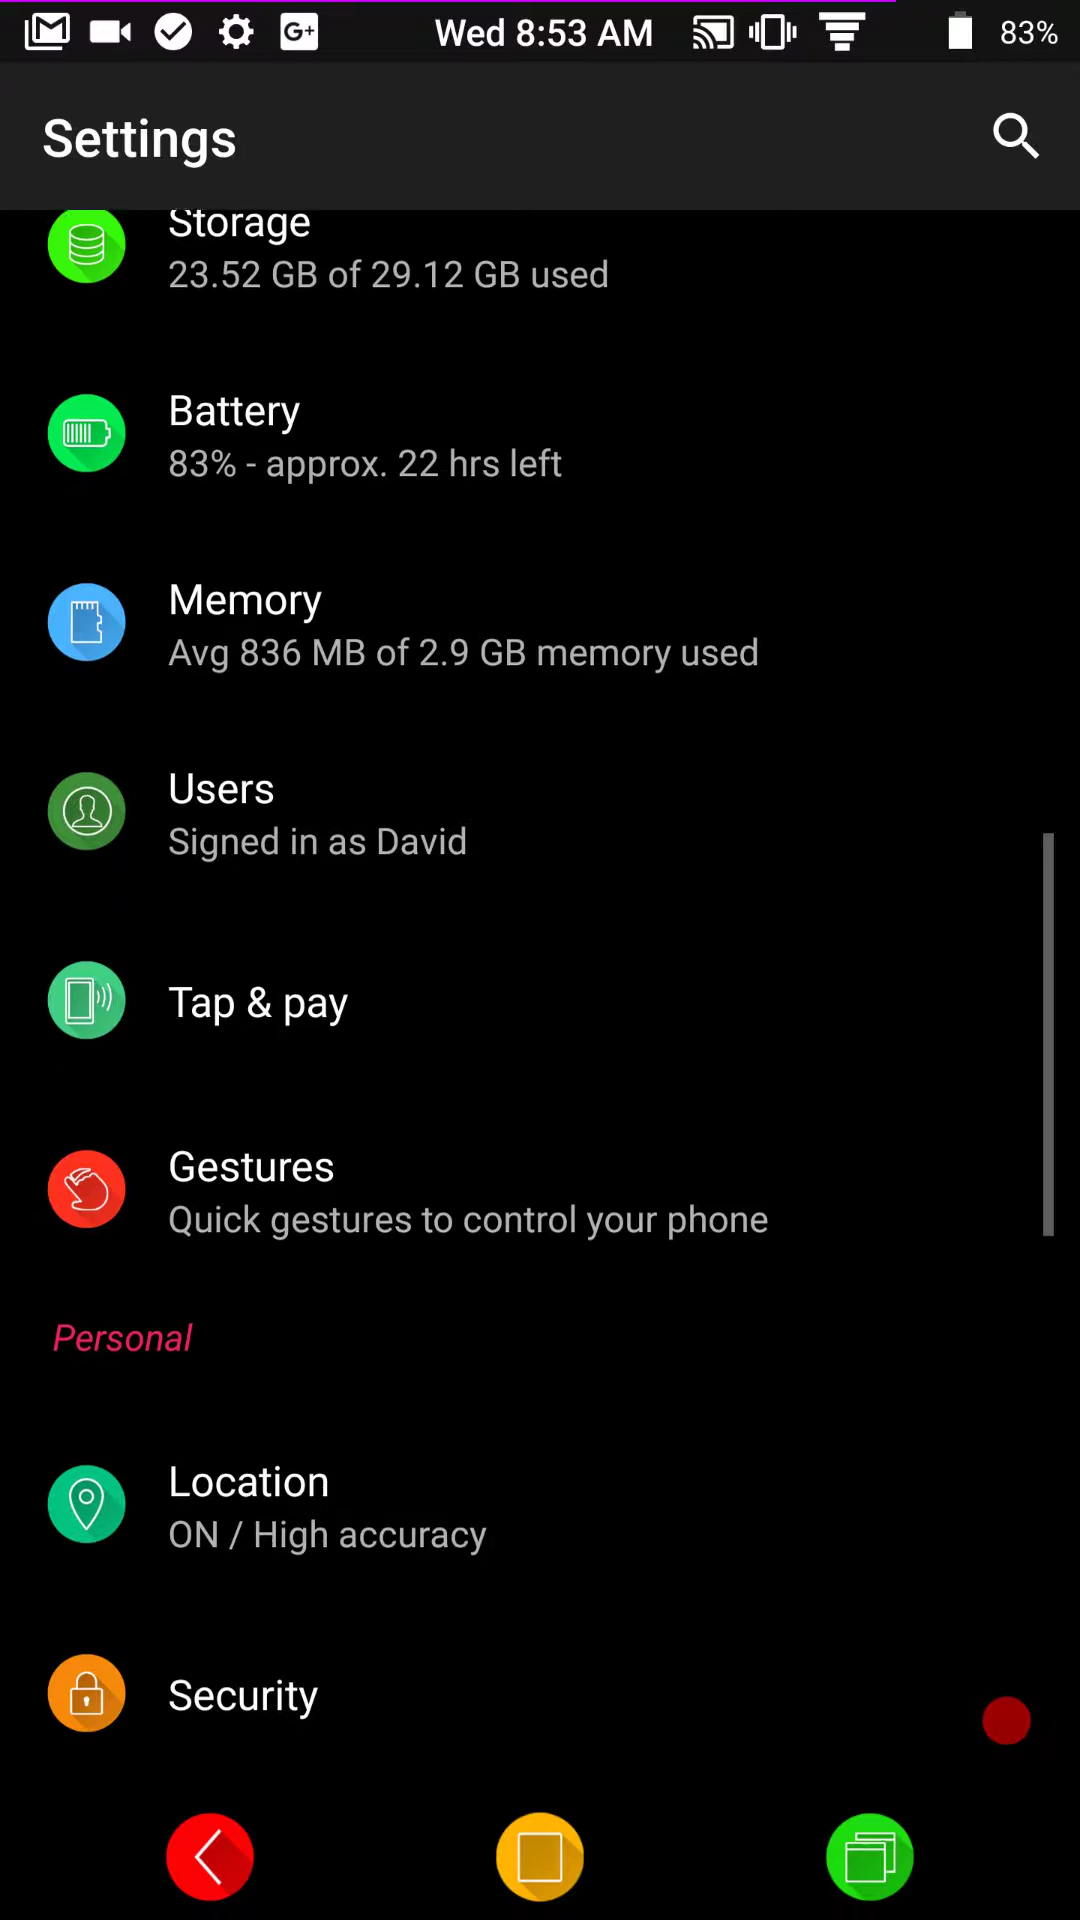 G+ Wed 8:53 AM 83%
Settings
Storage
23.52 GB of 29.12 GB used
Battery
83% - approx. 22 hrs left
Memory
Avg 836 MB of 2.9 GB memory used
Users
Signed in as David
Tap & pay
Gestures
Quick gestures to control your phone
Personal
Location
ON / High accuracy
Security